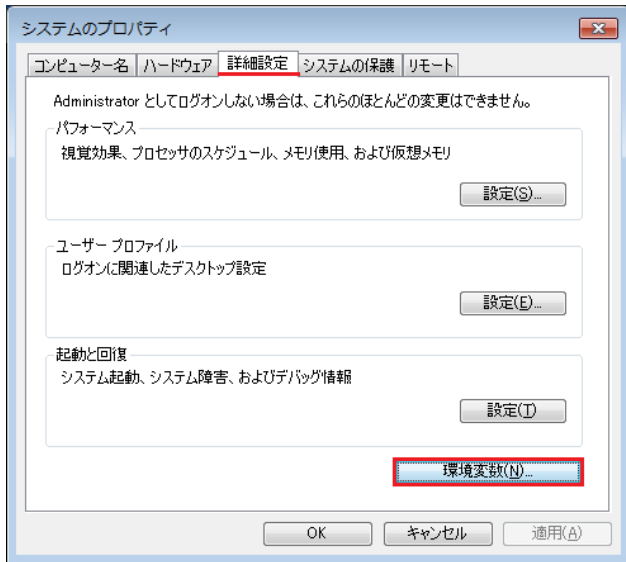 システムのプロパティ
コンピューター名 ハードウェア 詳細設定 システムの保護 リモート
Administrator としてログオンしない場合は、これらのほとんどの変更はできません。
パフォーマンス
視覚効果、プロセッサのスケジュール、メモリ使用、および仮想メモリ
設定(S)...
ユーザー プロファイル
ログオンに関連したデスクトップ設定
設定(E)...
起動と回復
システム起動、システム障害、およびデバッグ情報
設定(T)
環境変数(N)...
OK キャンセル 適用(A)